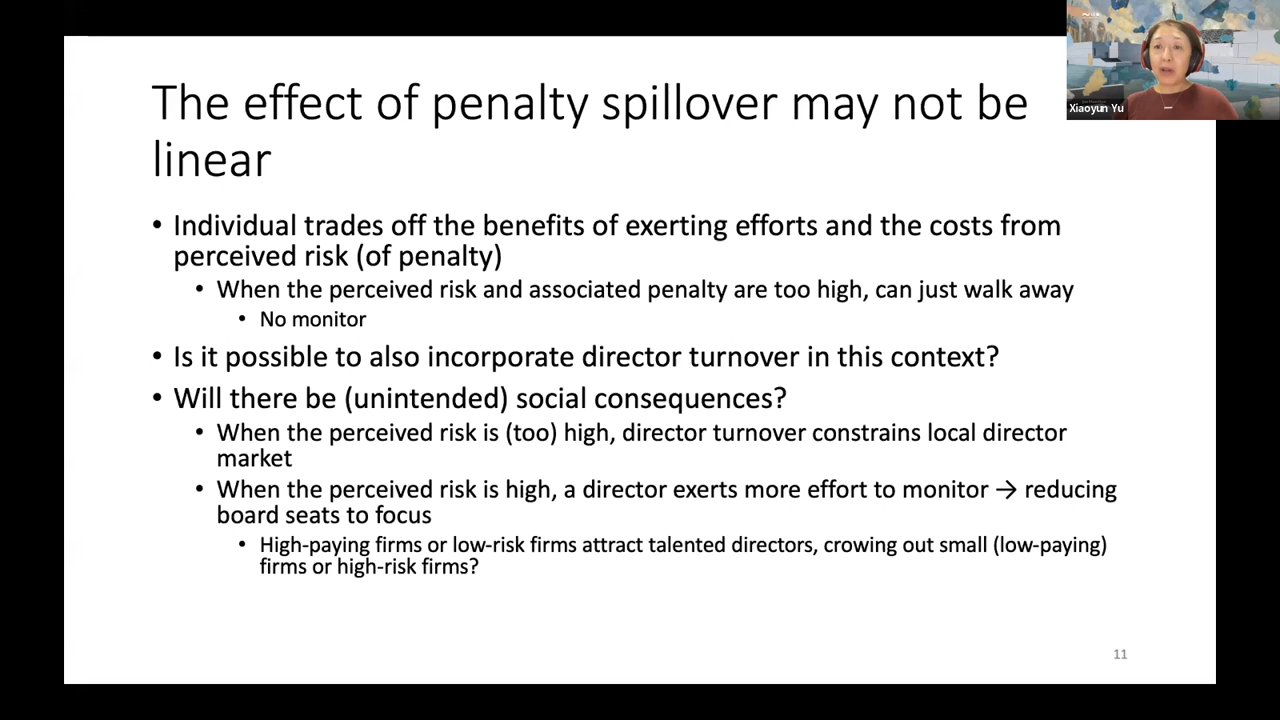 The effect of penalty spillover may not be
linear
• Individual trades off the benefits of exerting efforts and the costs from
perceived risk (of penalty)
• When the perceived risk and associated penalty are too high, can just walk away
• No monitor
• Is it possible to also incorporate director turnover in this context?
• Will there be (unintended) social consequences?
• When the perceived risk is (too) high, director turnover constrains local director
market
• When the perceived risk is high, a director exerts more effort to monitor → reducing
board seats to focus
• High-paying firms or low-risk firms attract talented directors, crowing out small (low-paying)
firms or high-risk firms?
11
Xiaoyun Yu